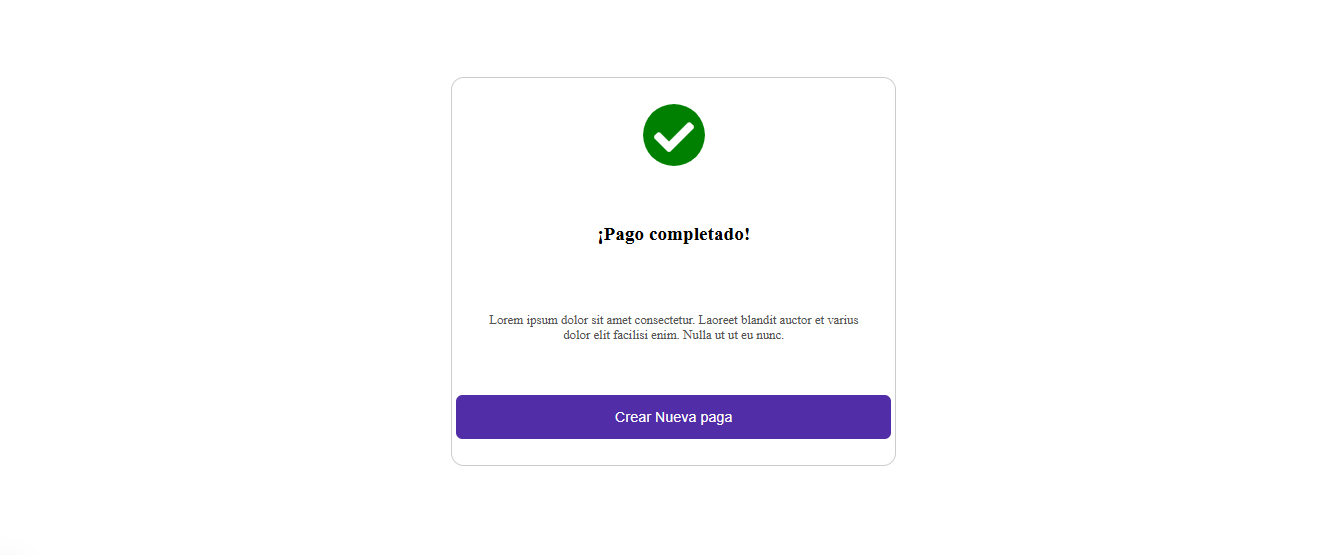 ¡Pago completado!
Lorem ipsum dolor sit amet consectetur. Laoreet blandit auctor et varius
dolor elit facilisi enim. Nulla ut ut eu nunc.
Crear Nueva paga